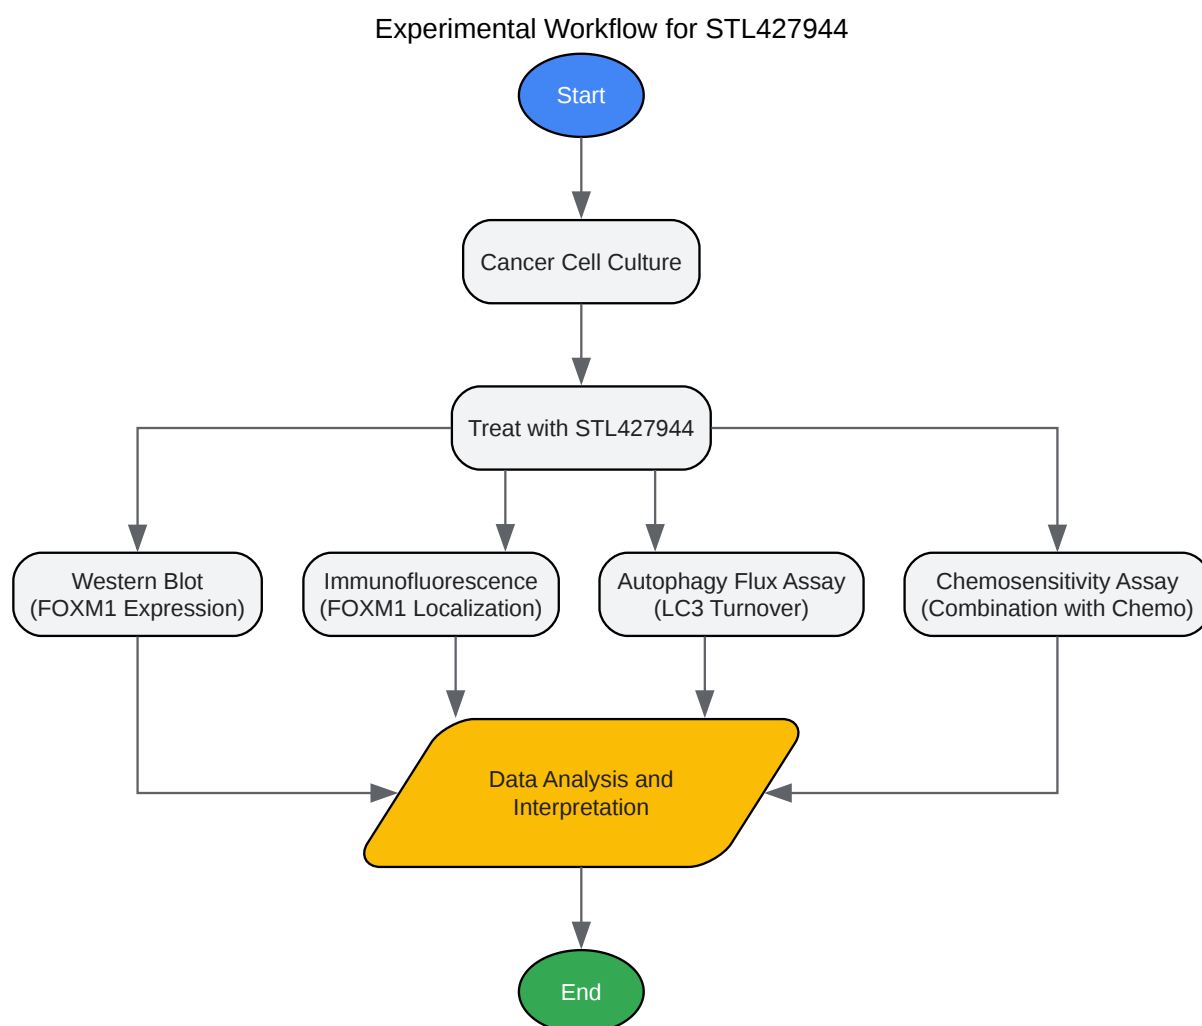 Experimental Workflow for STL427944
Start
Cancer Cell Culture
Treat with STL427944
Western Blot
(FOXM1 Expression)
Immunofluorescence
(FOXM1 Localization)
Autophagy Flux Assay
(LC3 Turnover)
Chemosensitivity Assay
(Combination with Chemo)
Data Analysis and
Interpretation
End